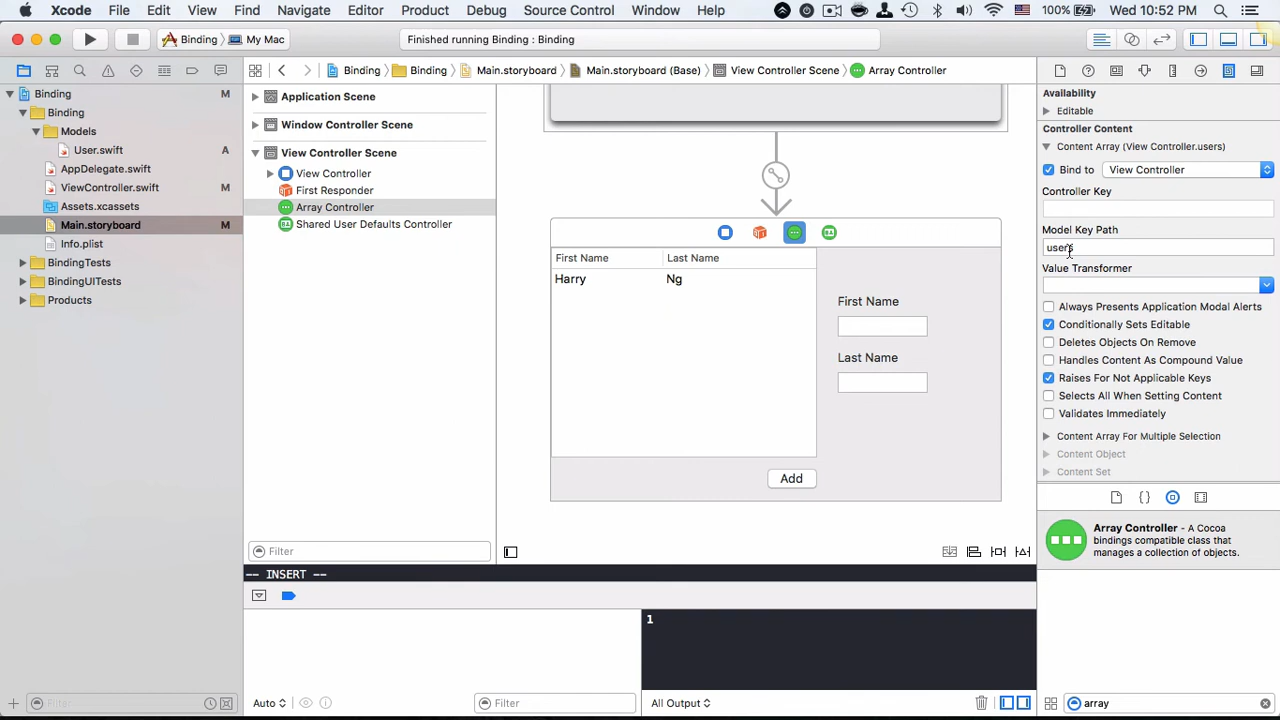 Xcode File Edit View Find Navigate Editor Product Debug Source Control Window Help 100% Wed 10:52 PM
Binding My Mac Finished running Binding : Binding
Binding Binding Main.storyboard Main.storyboard (Base) View Controller Scene Array Controller
Binding M
Binding
Models
User.swift A
AppDelegate.swift
ViewController.swift M
Assets.xcassets
Main.storyboard M
Info.plist
BindingTests
BindingUITests
Products
Filter
Application Scene
Window Controller Scene
View Controller Scene
View Controller
First Responder
Array Controller
Shared User Defaults Controller
Filter
First Name Last Name
Harry Ng
First Name
Last Name
Add
-- INSERT --
1
Auto Filter
All Output
Availability
Editable
Controller Content
Content Array (View Controller.users)
Bind to View Controller
Controller Key
Model Key Path
users
Value Transformer
Always Presents Application Modal Alerts
Conditionally Sets Editable
Deletes Objects On Remove
Handles Content As Compound Value
Raises For Not Applicable Keys
Selects All When Setting Content
Validates Immediately
Content Array For Multiple Selection
Content Object
Content Set
Array Controller - A Cocoa
bindings compatible class that
manages a collection of objects.
array